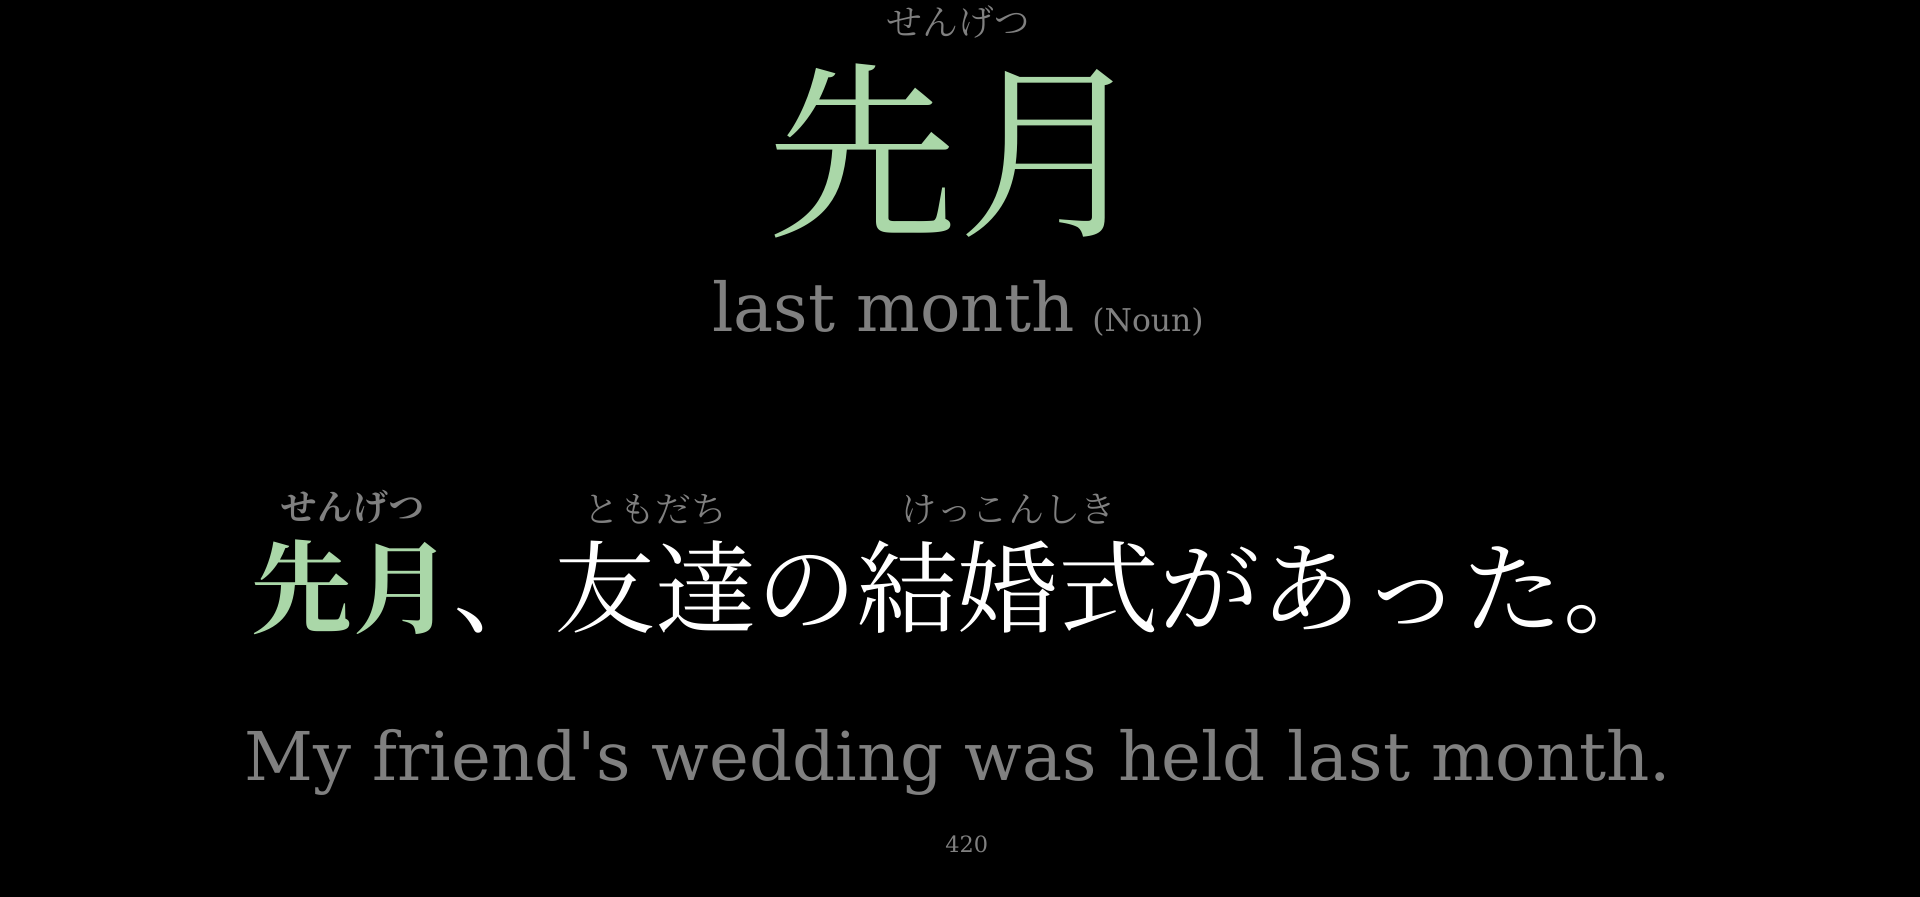 せんげつ
先月
last month (Noun)
せんげつ ともだち けっこんしき
先月、友達の結婚式があった。
My friend's wedding was held last month.
420